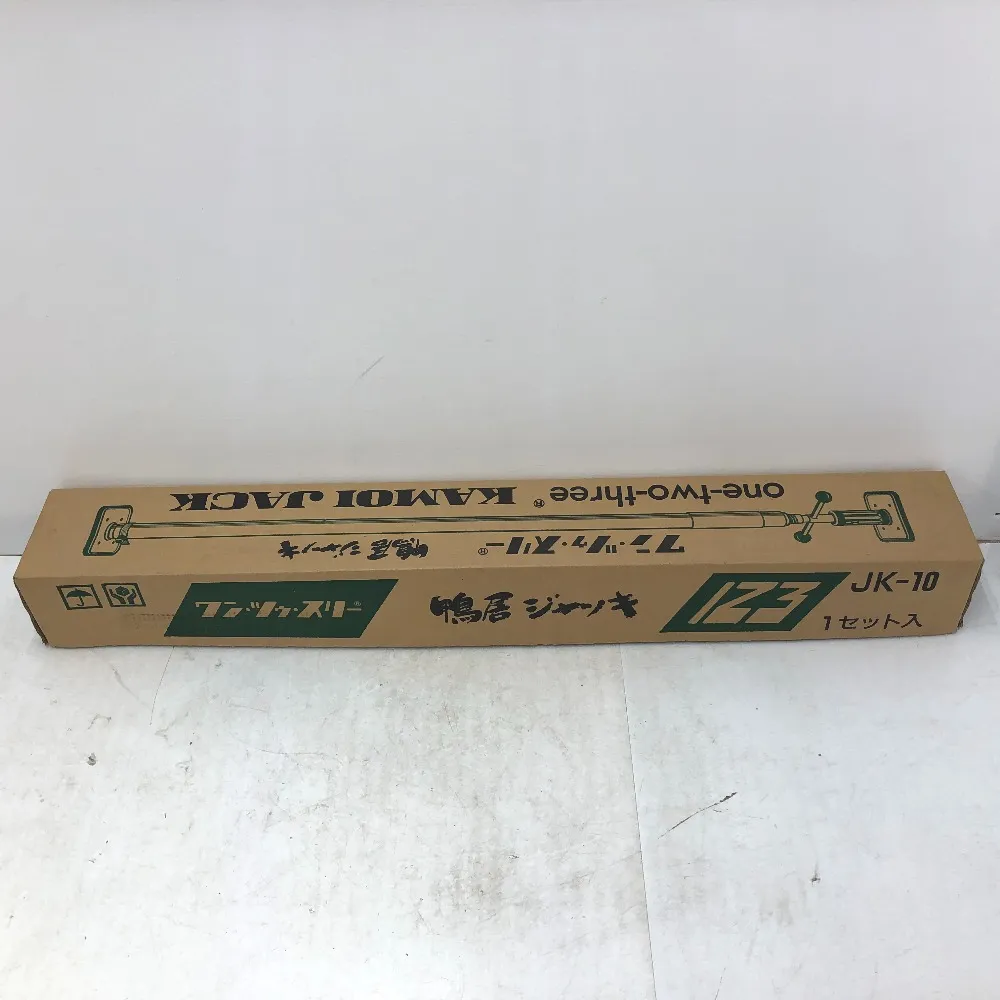 one-two-three® KAMOI JACK
ワン・ツゥ・スリー®
鴨居ジャッキ
ワン・ツゥ・スリー®
鴨居ジャッキ
123
JK-10
1セット入